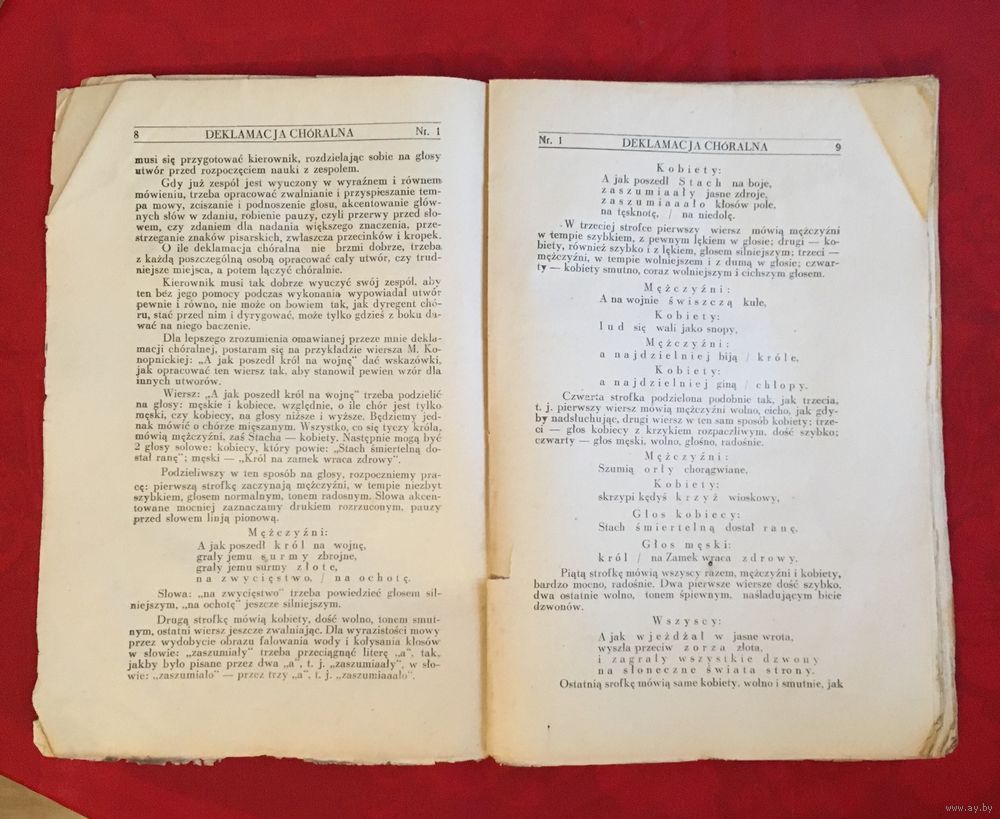 8 DEKLAMACJA CHÓRALNA Nr. 1
musi się przygotować kierownik, rozdzielając sobie na głosy
utwór przed rozpoczęciem nauki z zespołem.
Gdy już zespół jest wyuczony w wyraźnem i równem
mówieniu, trzeba opracować zwalnianie i przyspieszanie tem-
pa mowy, zciszanie i podnoszenie głosu, akcentowanie głów-
nych słów w zdaniu, robienie pauzy, czyli przerwy przed sło-
wem, czy zdaniem dla nadania większego znaczenia, prze-
strzeganie znaków pisarskich, zwłaszcza przecinków i kropek.
O ile deklamacja chóralna nie brzmi dobrze, trzeba
z każdą poszczególną osobą opracować cały utwór, czy trud-
niejsze miejsca, a potem łączyć chóralnie.
Kierownik musi tak dobrze wyuczyć swój zespół, aby
ten bez jego pomocy podczas wykonania wypowiadał utwór
pewnie i równo, nie może on bowiem tak, jak dyregent chó-
ru, stać przed nim i dyrygować, może tylko gdzieś z boku da-
wać na niego baczenie.
Dla lepszego zrozumienia omawianej przeze mnie dekla-
macji chóralnej, postaram się na przykładzie wiersza M. Ko-
nopnickiej: „A jak poszedł król na wojnę" dać wskazówki,
jak opracować ten wiersz tak, aby stanowił pewien wzór dla
innych utworów.
Wiersz: „A jak poszedł król na wojnę" trzeba podzielić
na głosy: męskie i kobiece, względnie, o ile chór jest tylko
męski, czy kobiecy, na głosy niższe i wyższe. Będziemy jed-
nak mówić o chórze mięszanym. Wszystko, co się tyczy króla,
mówią mężczyźni, zaś Stacha — kobiety. Następnie mogą być
2 głosy solowe: kobiecy, który powie: „Stach śmiertelną do-
stał ranę"; męski — „Król na zamek wraca zdrowy".
Podzieliwszy w ten sposób na głosy, rozpoczniemy pra-
cę: pierwszą strofkę zaczynają mężczyźni, w tempie niezbyt
szybkiem, głosem normalnym, tonem radosnym. Słowa akcen-
towane mocniej zaznaczamy drukiem rozrzuconym, pauzy
przed słowem linją pionową.
Mężczyźni:
A jak poszedł król na wojnę,
grały jemu surmy zbrojne,
grały jemu surmy złote,
na zwycięstwo, / na ochotę.
Słowa: „na zwycięstwo" trzeba powiedzieć głosem sil-
niejszym, „na ochotę" jeszcze silniejszym.
Drugą strofkę mówią kobiety, dość wolno, tonem smut-
nym, ostatni wiersz jeszcze zwalniając. Dla wyrazistości mowy
przez wydobycie obrazu falowania wody i kołysania kłosów
w słowie: „zaszumiały" trzeba przeciągnąć literę „a", tak,
jakby było pisane przez dwa „a", t. j. „zaszumiaały", w sło-
wie: „zaszumiało" — przez trzy „a", t. j. „zaszumiaaało".
Nr. 1 DEKLAMACJA CHÓRALNA 9
Kobiety:
A jak poszedł Stach na boje,
zaszumiaały jasne zdroje,
zaszumiaaało kłosów pole,
na tęsknotę, / na niedolę.
W trzeciej strofce pierwszy wiersz mówią mężczyźni
w tempie szybkiem, z pewnym lękiem w głosie; drugi — ko-
biety, również szybko i z lękiem, głosem silniejszym; trzeci —
mężczyźni, w tempie wolniejszem i z dumą w głosie; czwar-
ty — kobiety smutno, coraz wolniejszym i cichszym głosem.
Mężczyźni:
A na wojnie świszczą kule,
Kobiety:
lud się wali jako snopy,
Mężczyźni:
a najdzielniej biją / króle,
Kobiety:
a najdzielniej giną / chłopy.
Czwerta strofka podzielona podobnie tak, jak trzecia,
t. j. pierwszy wiersz mówią mężczyźni wolno, cicho, jak gdy-
by nadsłuchując, drugi wiersz w ten sam sposób kobiety; trze-
ci — głos kobiecy z krzykiem rozpaczliwym, dość szybko;
czwarty — głos męski, wolno, głośno, radośnie.
Mężczyźni:
Szumią orły chorągwiane,
Kobiety:
skrzypi kędyś krzyż wioskowy,
Głos kobiecy:
Stach śmiertelną dostał ranę,
Głos męski:
król / na Zamek wraca zdrowy.
Piątą strofkę mówią wszyscy razem, mężczyźni i kobiety,
bardzo mocno, radośnie. Dwa pierwsze wiersze dość szybko,
dwa ostatnie wolno, tonem śpiewnym, naśladującym bicie
dzwonów.
Wszyscy:
A jak wjeżdżał w jasne wrota,
wyszła przeciw zorza złota,
i zagrały wszystkie dzwony
na słoneczne świata strony.
Ostatnią srofkę mówią same kobiety, wolno i smutnie, jak
www.ay.by